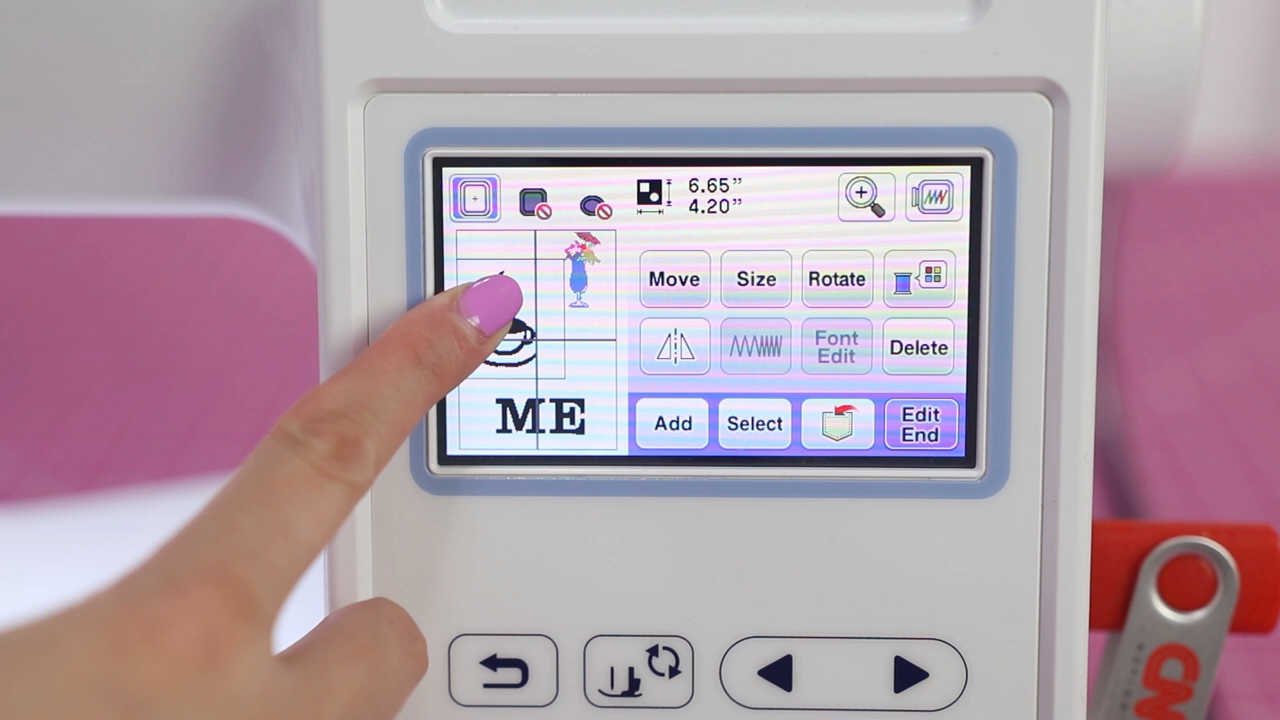 6.65”
4.20”
Move Size Rotate
Font
Edit
Delete
ME
Add Select
Edit
End